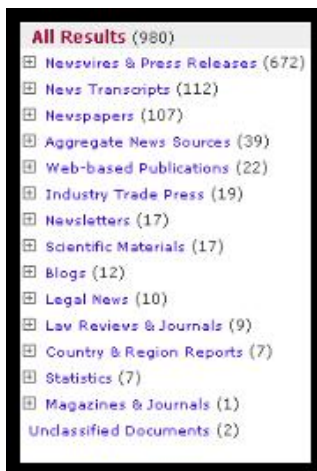 All Results (980)
Newswires & Press Releases (672)
News Transcripts (112)
Newspapers (107)
Aggregate News Sources (39)
Web-based Publications (22)
Industry Trade Press (19)
Newsletters (17)
Scientific Materials (17)
Blogs (12)
Legal News (10)
Law Reviews & Journals (9)
Country & Region Reports (7)
Statistics (7)
Magazines & Journals (1)
Unclassified Documents (2)